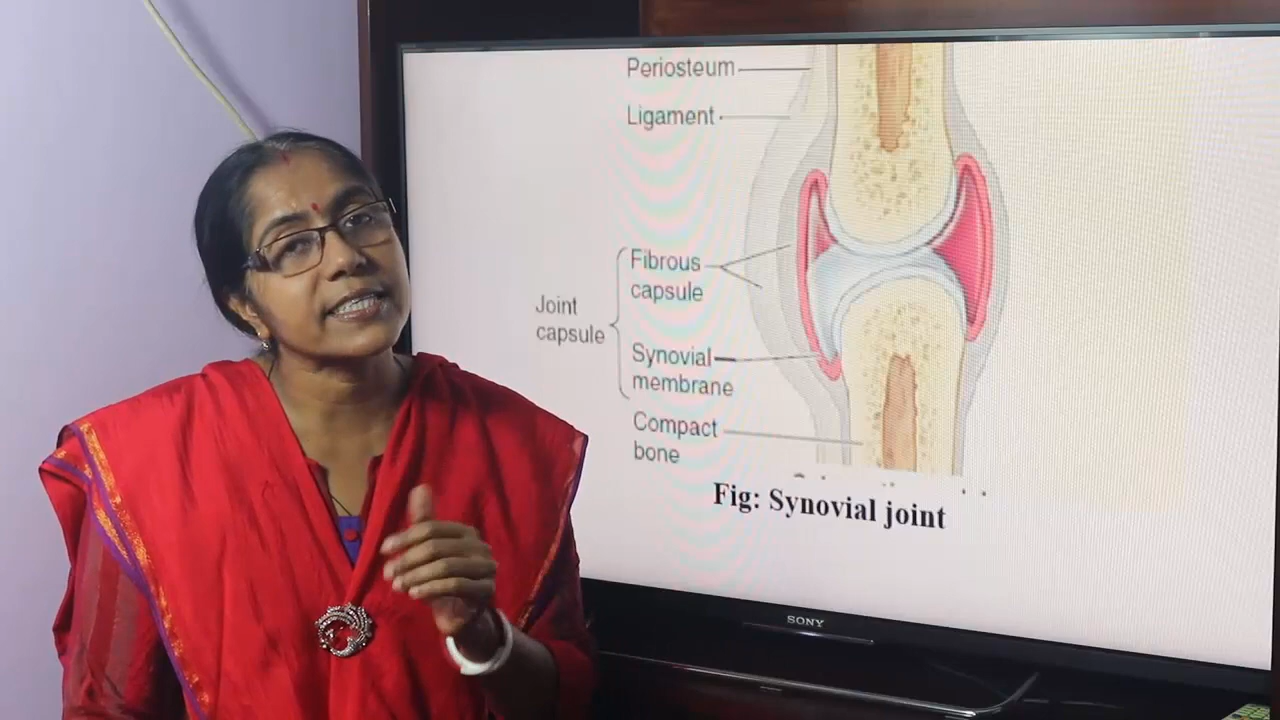 Periosteum
Ligament
Fibrous
capsule
Joint
capsule
Synovial
membrane
Compact
bone
Fig: Synovial joint
SONY